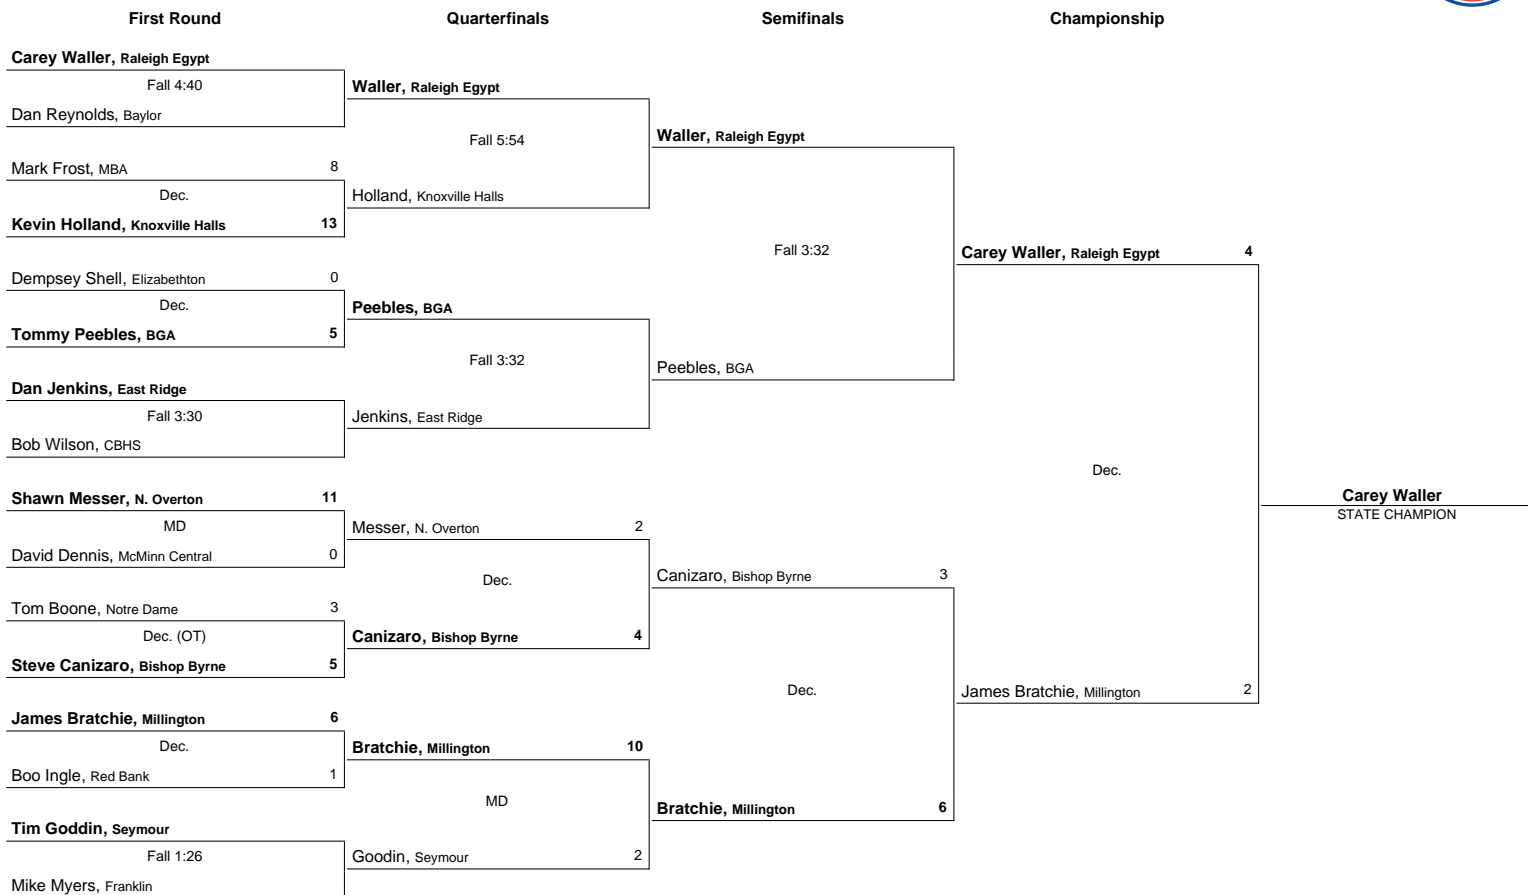 First Round Quarterfinals Semifinals Championship
Carey Waller, Raleigh Egypt
Fall 4:40
Waller, Raleigh Egypt
Dan Reynolds, Baylor
Fall 5:54
Waller, Raleigh Egypt
Mark Frost, MBA 8
Dec.
Holland, Knoxville Halls
Kevin Holland, Knoxville Halls 13
Fall 3:32
Carey Waller, Raleigh Egypt 4
Dempsey Shell, Elizabethton 0
Dec.
Peebles, BGA
Tommy Peebles, BGA 5
Fall 3:32
Peebles, BGA
Dan Jenkins, East Ridge
Fall 3:30
Jenkins, East Ridge
Bob Wilson, CBHS
Dec.
Carey Waller
STATE CHAMPION
Shawn Messer, N. Overton 11
MD
Messer, N. Overton 2
David Dennis, McMinn Central 0
Dec.
Canizaro, Bishop Byrne 3
Tom Boone, Notre Dame 3
Dec. (OT)
Canizaro, Bishop Byrne 4
Steve Canizaro, Bishop Byrne 5
Dec.
James Bratchie, Millington 2
James Bratchie, Millington 6
Dec.
Bratchie, Millington 10
Boo Ingle, Red Bank 1
MD
Bratchie, Millington 6
Tim Goddin, Seymour
Fall 1:26
Goodin, Seymour 2
Mike Myers, Franklin